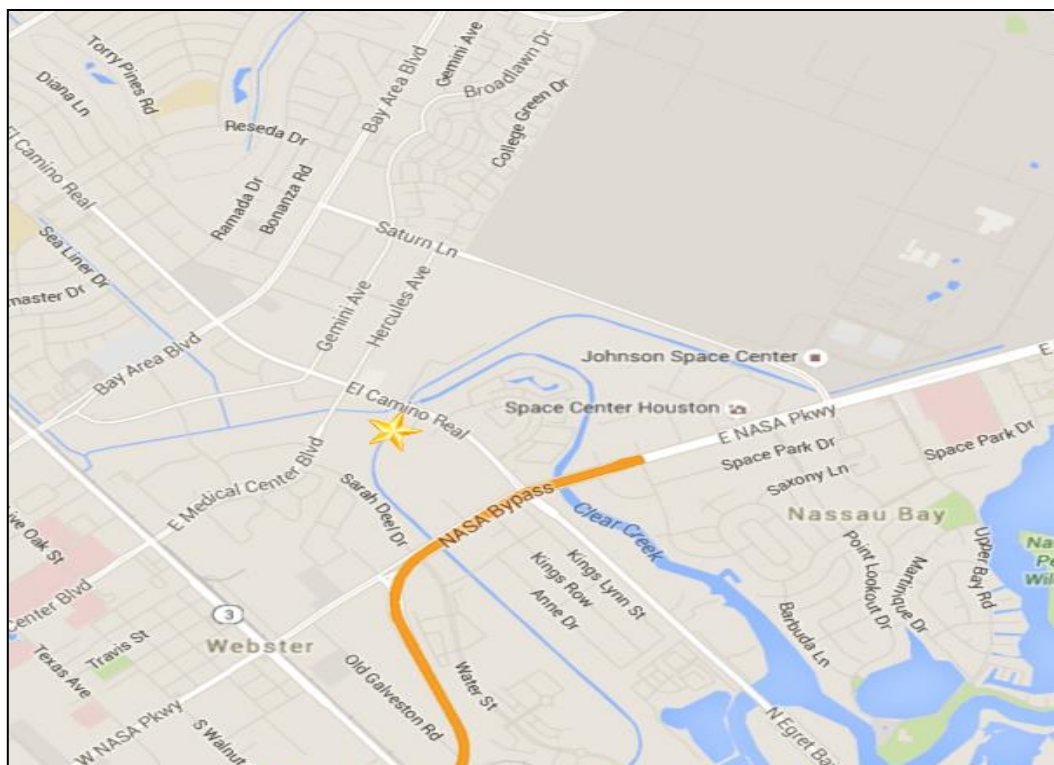 Torry Pines Rd
Diana Ln
El Camino Real
Reseda Dr
Ramada Dr
Bonanza Rd
Bay Area Blvd
Gemini Ave
Broadlawn Dr
College Green Dr
Saturn Ln
Sea Liner Dr
master Dr
Bay Area Blvd
Gemini Ave
Hercules Ave
El Camino Real
Johnson Space Center
Space Center Houston
E NASA Pkwy
E
Space Park Dr
Space Park Dr
Saxony Ln
Nassau Bay
E Medical Center Blvd
Sarah Deel Dr
NASA Bypass
Clear Creek
Live Oak St
Kings Lynn St
Kings Row
Anne Dr
Point Lookout Dr
Martinique Dr
Upper Bay Rd
Na
Pe
Wil
Center Blvd
3
Webster
Travis St
Texas Ave
Barbuda Ln
Old Galveston Rd
Water St
W NASA Pkwy
S Walnut
N Egret Ba